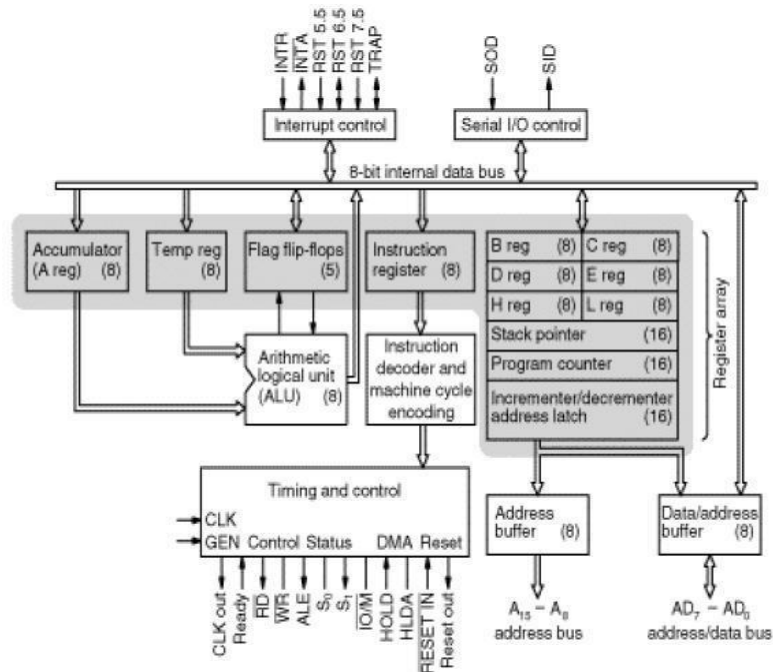 INTR
INTA
RST 5.5
RST 6.5
RST 7.5
TRAP
SOD
SID
Interrupt control
Serial I/O control
8-bit internal data bus
Accumulator
(A reg) (8)
Temp reg
(8)
Flag flip-flops
(5)
Instruction
register (8)
B reg (8) C reg (8)
D reg (8) E reg (8)
H reg (8) L reg (8)
Stack pointer (16)
Program counter (16)
Incrementer/decrementer
address latch (16)
Register array
Arithmetic
logical unit
(ALU) (8)
Instruction
decoder and
machine cycle
encoding
Timing and control
CLK
GEN Control Status DMA Reset
CLK out
Ready
RD
WR
ALE
S0
S1
IO/M
HOLD
HLDA
RESET IN
Reset out
Address
buffer (8)
Data/address
buffer (8)
A15 – A8
address bus
AD7 – AD0
address/data bus